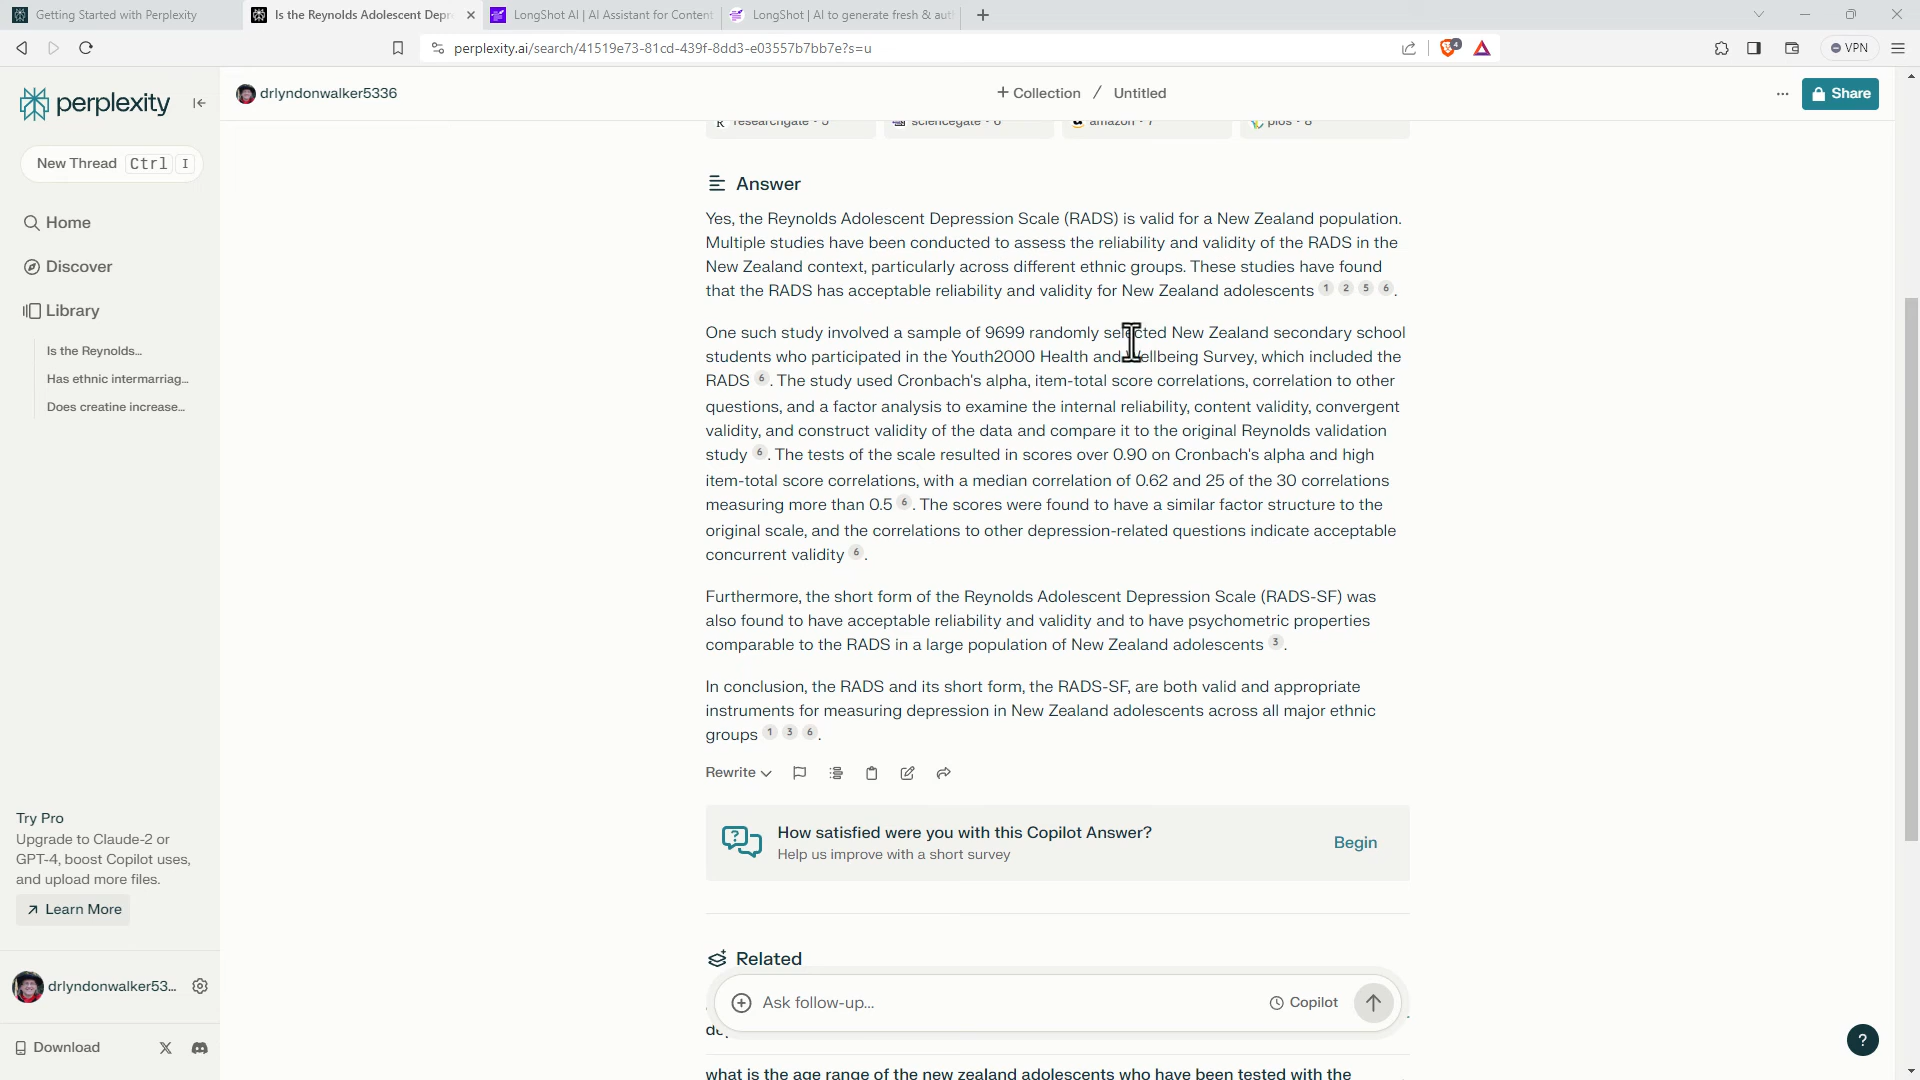 Getting Started with Perplexity
Is the Reynolds Adolescent Depr
LongShot AI | AI Assistant for Content
LongShot | AI to generate fresh & aut
perplexity.ai/search/41519e73-81cd-439f-8dd3-e03557b7bb7e?s=u
4
VPN
perplexity
drlyndonwalker5336
Collection / Untitled
Share
researchgate · 5
sciencegate · 6
amazon · 7
plos · 8
New Thread Ctrl I
Home
Discover
Library
Is the Reynolds...
Has ethnic intermarriag...
Does creatine increase...
Answer
Yes, the Reynolds Adolescent Depression Scale (RADS) is valid for a New Zealand population.
Multiple studies have been conducted to assess the reliability and validity of the RADS in the
New Zealand context, particularly across different ethnic groups. These studies have found
that the RADS has acceptable reliability and validity for New Zealand adolescents 1 2 5 6 .
One such study involved a sample of 9699 randomly selected New Zealand secondary school
students who participated in the Youth2000 Health and Wellbeing Survey, which included the
RADS 6 . The study used Cronbach's alpha, item-total score correlations, correlation to other
questions, and a factor analysis to examine the internal reliability, content validity, convergent
validity, and construct validity of the data and compare it to the original Reynolds validation
study 6 . The tests of the scale resulted in scores over 0.90 on Cronbach's alpha and high
item-total score correlations, with a median correlation of 0.62 and 25 of the 30 correlations
measuring more than 0.5 6 . The scores were found to have a similar factor structure to the
original scale, and the correlations to other depression-related questions indicate acceptable
concurrent validity 6 .
Furthermore, the short form of the Reynolds Adolescent Depression Scale (RADS-SF) was
also found to have acceptable reliability and validity and to have psychometric properties
comparable to the RADS in a large population of New Zealand adolescents 3 .
In conclusion, the RADS and its short form, the RADS-SF, are both valid and appropriate
instruments for measuring depression in New Zealand adolescents across all major ethnic
groups 1 3 6 .
Rewrite
How satisfied were you with this Copilot Answer?
Help us improve with a short survey
Begin
Related
Ask follow-up...
Copilot
what is the age range of the new zealand adolescents who have been tested with the
Try Pro
Upgrade to Claude-2 or
GPT-4, boost Copilot uses,
and upload more files.
Learn More
drlyndonwalker53...
Download
?